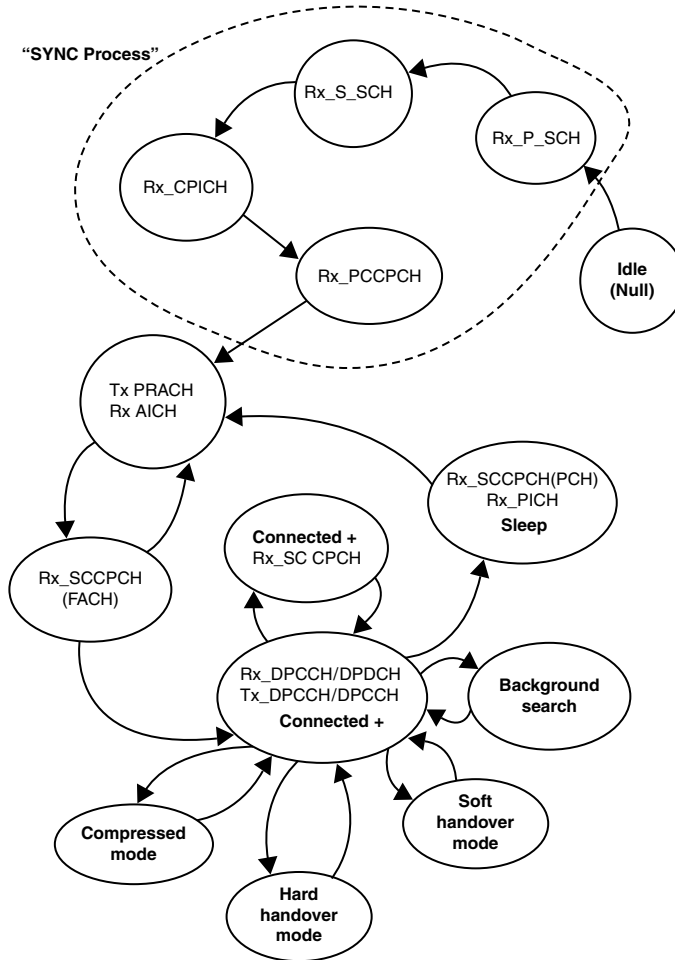 “SYNC Process”
Rx_S_SCH
Rx_P_SCH
Rx_CPICH
Rx_PCCPCH
Idle
(Null)
Tx PRACH
Rx AICH
Rx_SCCPCH(PCH)
Rx_PICH
Sleep
Connected +
Rx_SC CPCH
Rx_SCCPCH
(FACH)
Rx_DPCCH/DPDCH
Tx_DPCCH/DPCCH
Connected +
Background
search
Soft
handover
mode
Compressed
mode
Hard
handover
mode